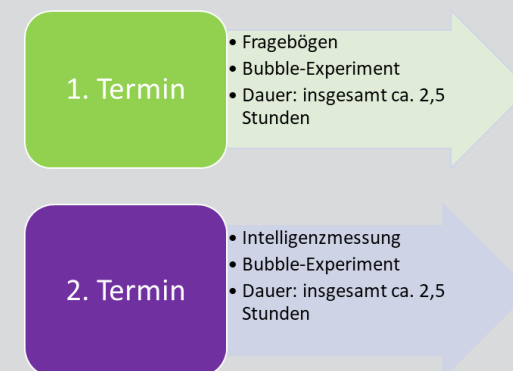 1. Termin
• Fragebögen
• Bubble-Experiment
• Dauer: insgesamt ca. 2,5
Stunden
2. Termin
• Intelligenzmessung
• Bubble-Experiment
• Dauer: insgesamt ca. 2,5
Stunden